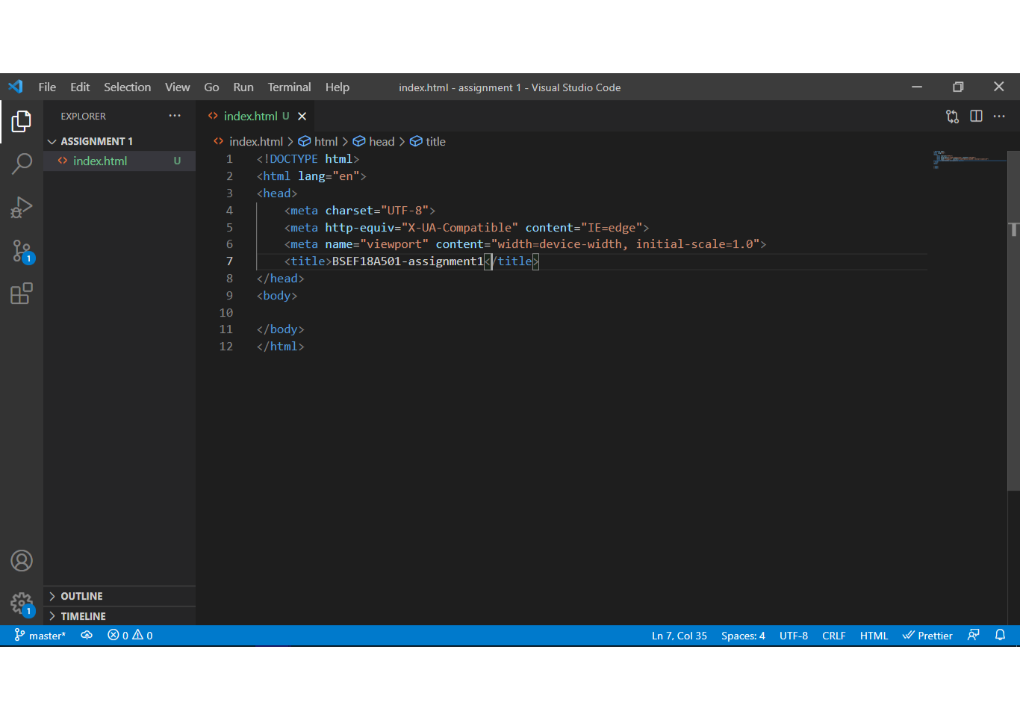 File Edit Selection View Go Run Terminal Help index.html - assignment 1 - Visual Studio Code
EXPLORER ···
ASSIGNMENT 1
index.html U
index.html U
index.html > html > head > title
1 <!DOCTYPE html>
2 <html lang="en">
3 <head>
4 <meta charset="UTF-8">
5 <meta http-equiv="X-UA-Compatible" content="IE=edge">
6 <meta name="viewport" content="width=device-width, initial-scale=1.0">
7 <title>BSEF18A501-assignment1</title>
8 </head>
9 <body>
10
11 </body>
12 </html>
1
1
OUTLINE
TIMELINE
master* 0 0 Ln 7, Col 35 Spaces: 4 UTF-8 CRLF HTML Prettier
T